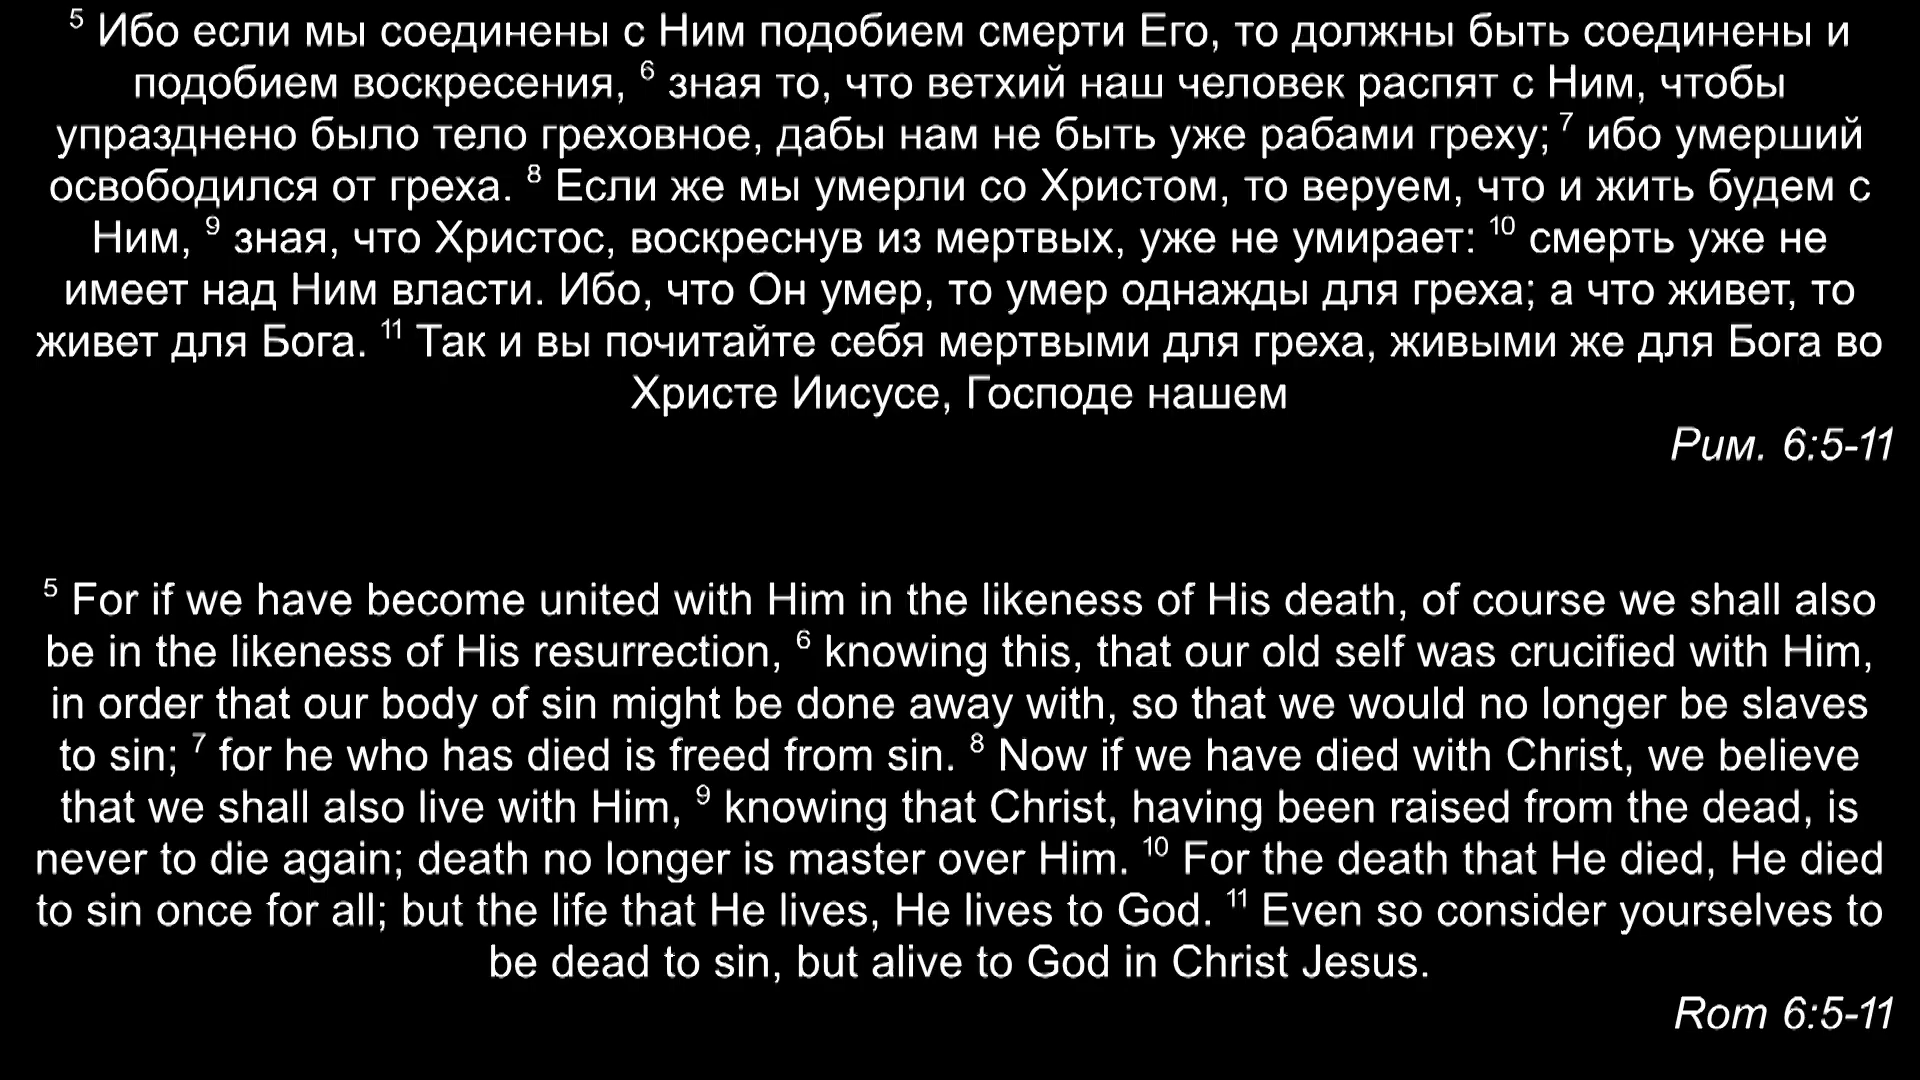 ⁵ Ибо если мы соединены с Ним подобием смерти Его, то должны быть соединены и
подобием воскресения, ⁶ зная то, что ветхий наш человек распят с Ним, чтобы
упразднено было тело греховное, дабы нам не быть уже рабами греху; ⁷ ибо умерший
освободился от греха. ⁸ Если же мы умерли со Христом, то веруем, что и жить будем с
Ним, ⁹ зная, что Христос, воскреснув из мертвых, уже не умирает: ¹⁰ смерть уже не
имеет над Ним власти. Ибо, что Он умер, то умер однажды для греха; а что живет, то
живет для Бога. ¹¹ Так и вы почитайте себя мертвыми для греха, живыми же для Бога во
Христе Иисусе, Господе нашем
Рим. 6:5-11
⁵ For if we have become united with Him in the likeness of His death, of course we shall also
be in the likeness of His resurrection, ⁶ knowing this, that our old self was crucified with Him,
in order that our body of sin might be done away with, so that we would no longer be slaves
to sin; ⁷ for he who has died is freed from sin. ⁸ Now if we have died with Christ, we believe
that we shall also live with Him, ⁹ knowing that Christ, having been raised from the dead, is
never to die again; death no longer is master over Him. ¹⁰ For the death that He died, He died
to sin once for all; but the life that He lives, He lives to God. ¹¹ Even so consider yourselves to
be dead to sin, but alive to God in Christ Jesus.
Rom 6:5-11